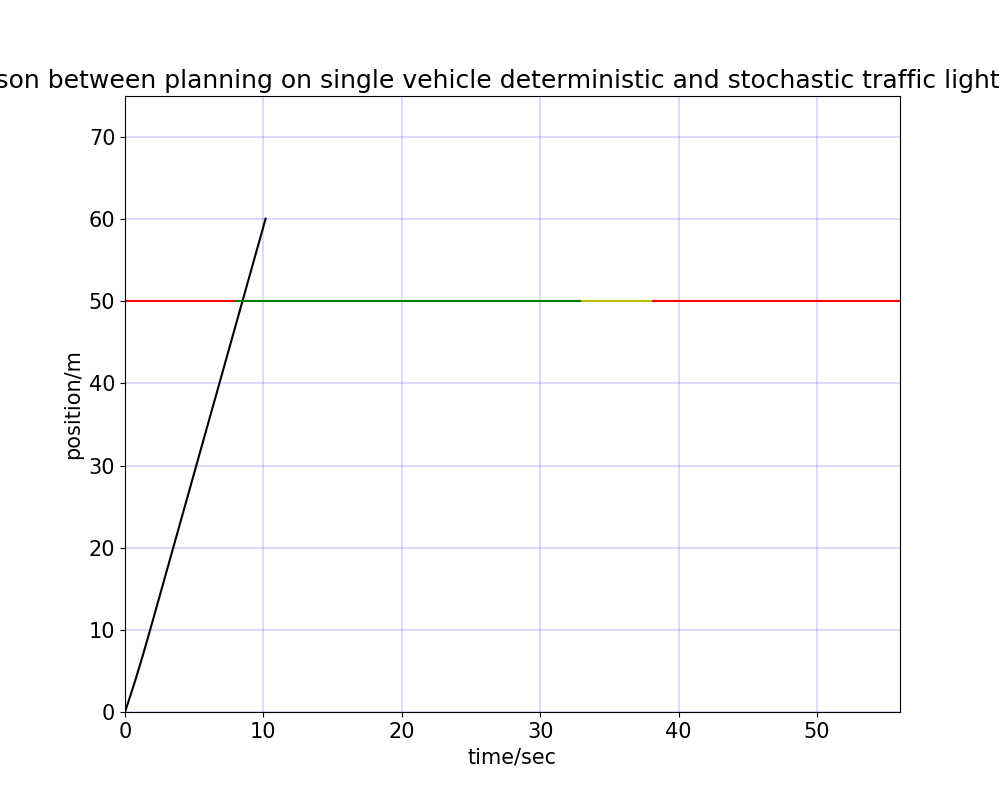 son between planning on single vehicle deterministic and stochastic traffic light
70
60
50
40
30
20
10
0
position/m
0 10 20 30 40 50
time/sec